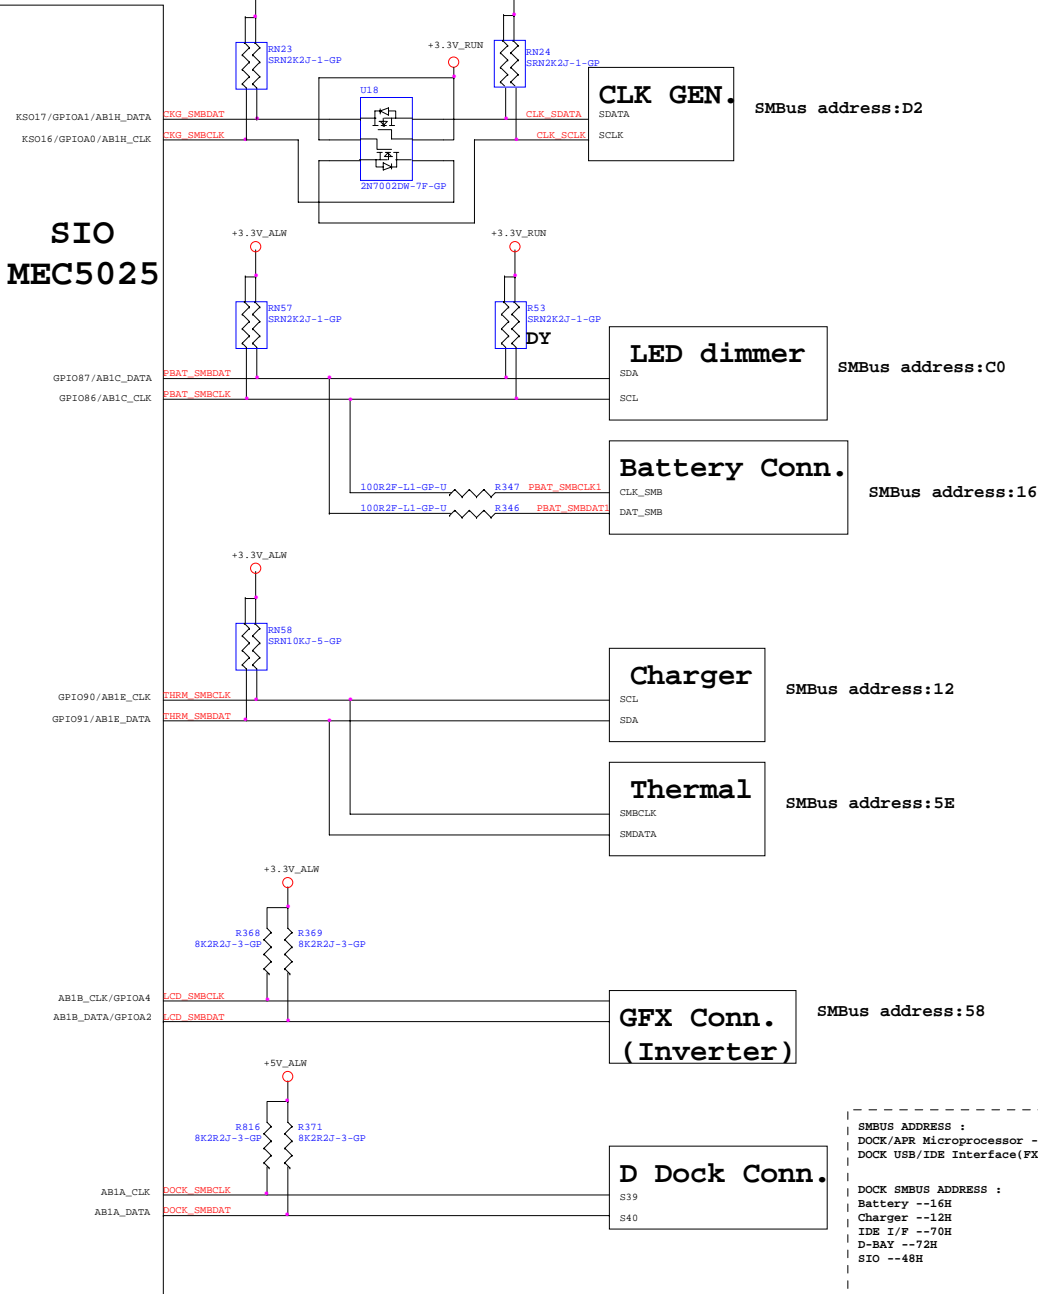 RN23
SRN2K2J-1-GP
+3.3V_RUN
RN24
SRN2K2J-1-GP
U18
CLK GEN.
SMBus address:D2
KSO17/GPIOA1/AB1H_DATA
CKG_SMBDAT
CLK_SDATA
SDATA
KSO16/GPIOA0/AB1H_CLK
CKG_SMBCLK
CLK_SCLK
SCLK
2N7002DW-7F-GP
SIO
MEC5025
+3.3V_ALW
+3.3V_RUN
RN57
SRN2K2J-1-GP
R53
SRN2K2J-1-GP
DY
LED dimmer
SMBus address:C0
GPIO87/AB1C_DATA
PBAT_SMBDAT
SDA
GPIO86/AB1C_CLK
PBAT_SMBCLK
SCL
Battery Conn.
SMBus address:16
100R2F-L1-GP-U
R347
PBAT_SMBCLK1
CLK_SMB
100R2F-L1-GP-U
R346
PBAT_SMBDAT1
DAT_SMB
+3.3V_ALW
RN58
SRN10KJ-5-GP
Charger
SMBus address:12
GPIO90/AB1E_CLK
THRM_SMBCLK
SCL
GPIO91/AB1E_DATA
THRM_SMBDAT
SDA
Thermal
SMBus address:5E
SMBCLK
SMDATA
+3.3V_ALW
R368
8K2R2J-3-GP
R369
8K2R2J-3-GP
AB1B_CLK/GPIOA4
LCD_SMBCLK
AB1B_DATA/GPIOA2
LCD_SMBDAT
GFX Conn.
(Inverter)
SMBus address:58
+5V_ALW
R816
8K2R2J-3-GP
R371
8K2R2J-3-GP
D Dock Conn.
AB1A_CLK
DOCK_SMBCLK
S39
AB1A_DATA
DOCK_SMBDAT
S40
SMBUS ADDRESS :
DOCK/APR Microprocessor -
DOCK USB/IDE Interface(FX
DOCK SMBUS ADDRESS :
Battery --16H
Charger --12H
IDE I/F --70H
D-BAY --72H
SIO --48H